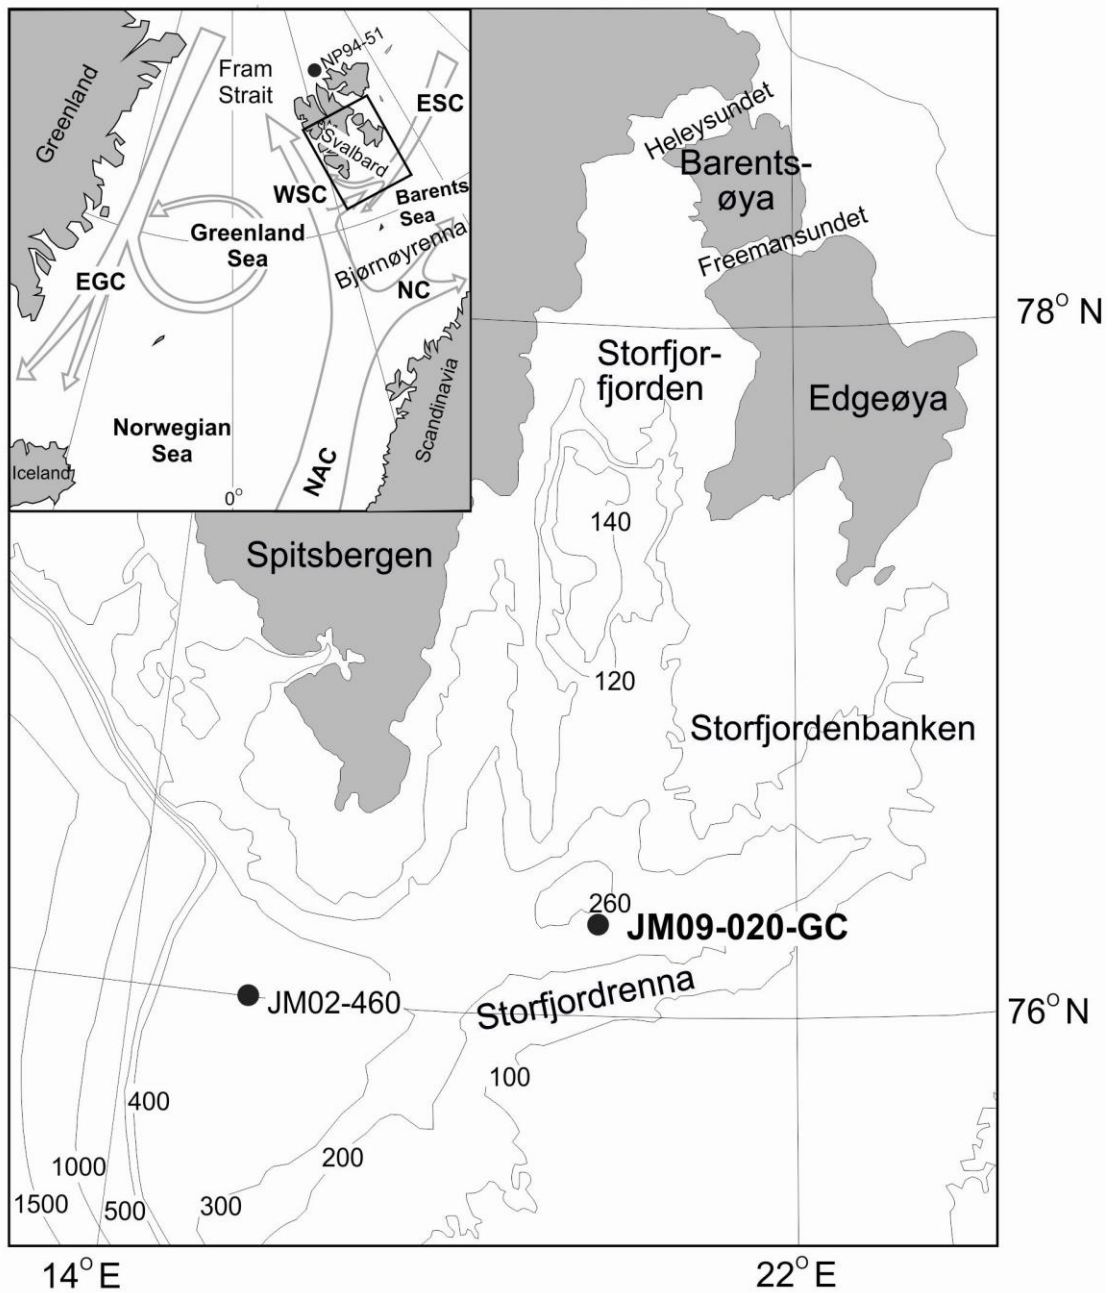 NP94-51
Fram
Strait
ESC
Greenland
Svalbard
WSC
Barents
Sea
Greenland
Sea
Bjørnøyrenna
EGC
NC
Norwegian
Sea
Scandinavia
NAC
Iceland
0°
Heleysundet
Barents-
øya
Freemansundet
78° N
Storfjor-
fjorden
Edgeøya
140
Spitsbergen
120
Storfjordenbanken
260
JM09-020-GC
JM02-460
Storfjordrenna
76° N
100
400
200
1000
1500
500
300
14° E
22° E